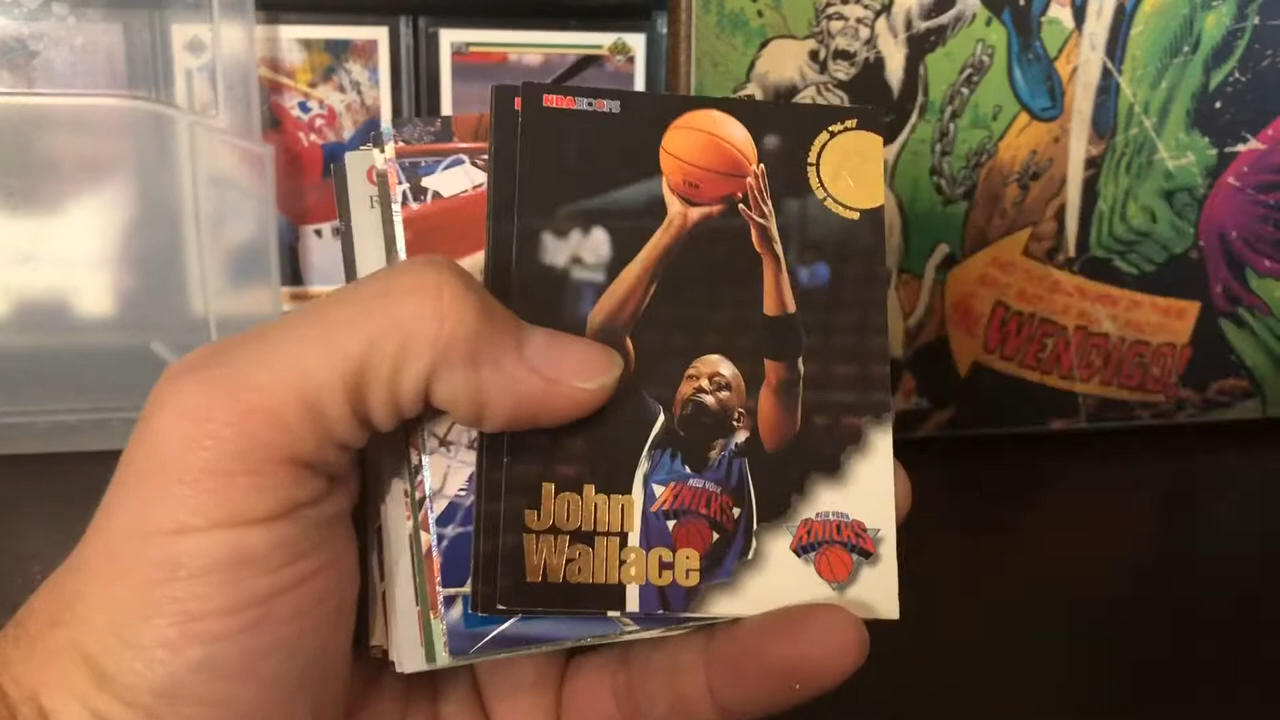 NBA HOOPS
John
Wallace
NEW YORK
KNICKS
NEW YORK
KNICKS
WENDIGO!